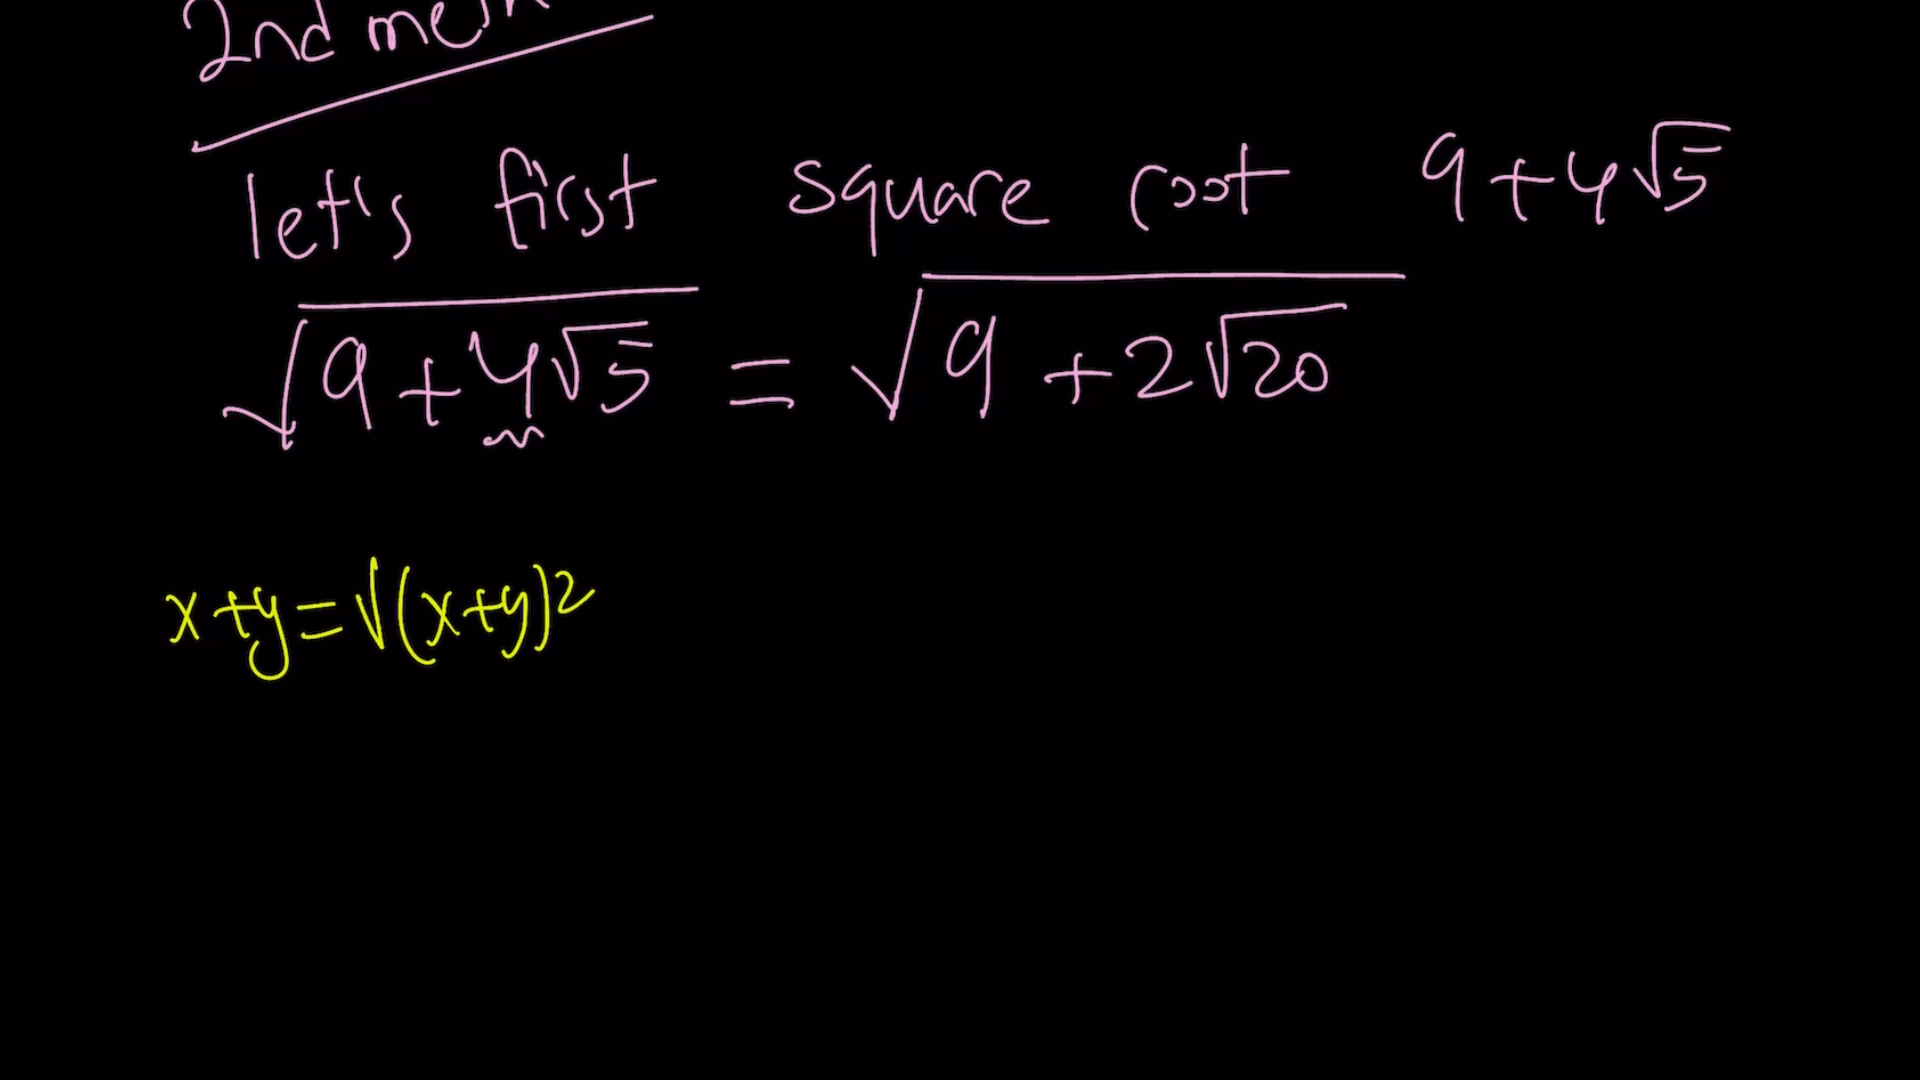 2nd
let's first square root 9+4√5
√(9+4√5) = √(9+2√20)
x+y=√(x+y)²